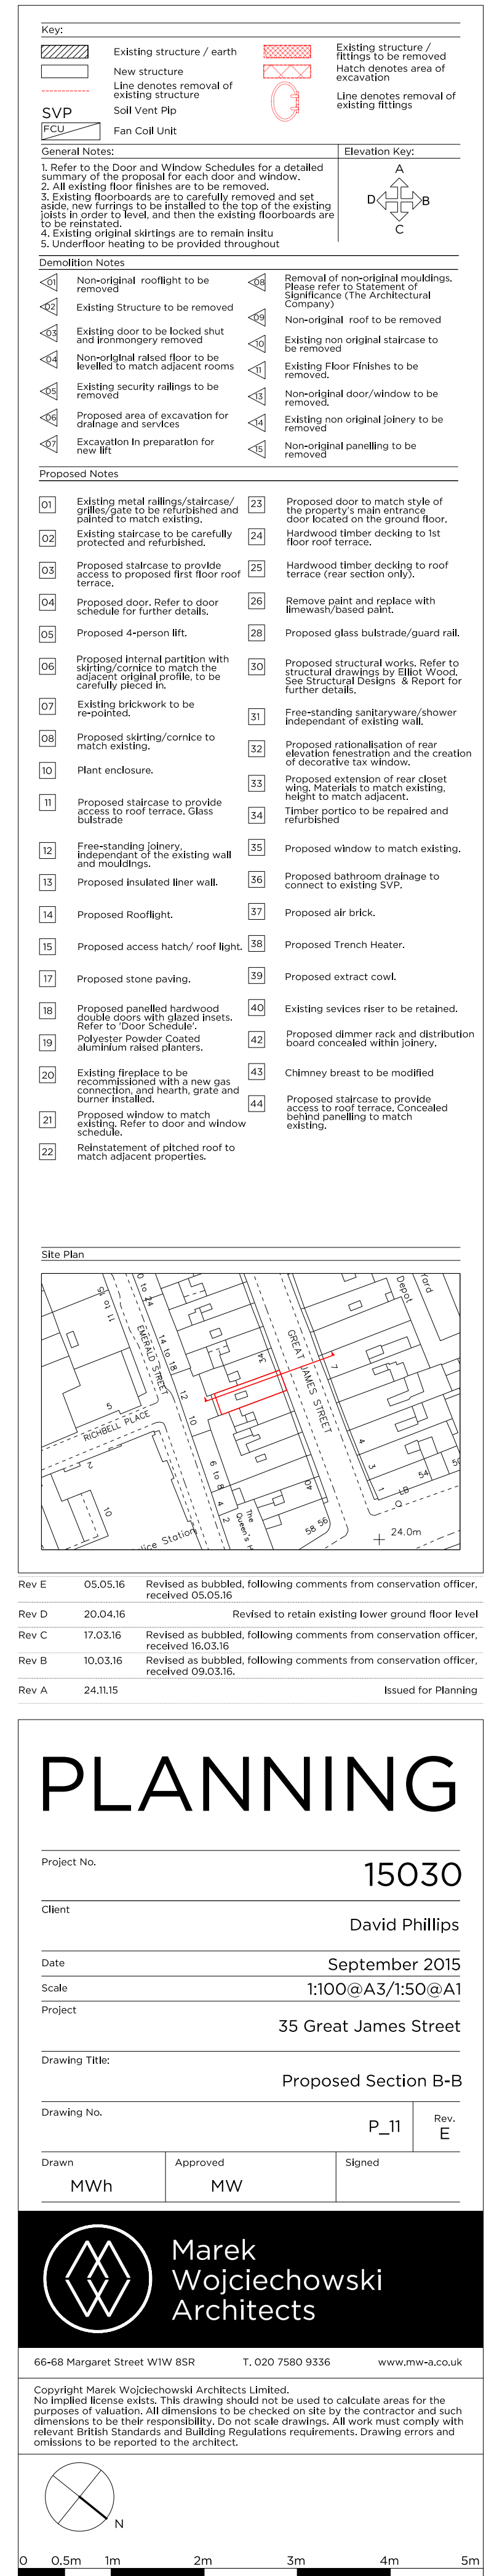 Key:
Existing structure / earth
New structure
Line denotes removal of
existing structure
SVP
Soil Vent Pip
FCU
Fan Coil Unit
Existing structure /
fittings to be removed
Hatch denotes area of
excavation
Line denotes removal of
existing fittings
General Notes:
1. Refer to the Door and Window Schedules for a detailed
summary of the proposal for each door and window.
2. All existing floor finishes are to be removed.
3. Existing floorboards are to carefully removed and set
aside, new furrings to be installed to the top of the existing
joists in order to level, and then the existing floorboards are
to be reinstated.
4. Existing original skirtings are to remain insitu
5. Underfloor heating to be provided throughout
Elevation Key:
A
D
B
C
Demolition Notes
01
Non-original rooflight to be
removed
02
Existing Structure to be removed
03
Existing door to be locked shut
and ironmongery removed
04
Non-original raised floor to be
levelled to match adjacent rooms
05
Existing security railings to be
removed
06
Proposed area of excavation for
drainage and services
07
Excavation in preparation for
new lift
08
Removal of non-original mouldings.
Please refer to Statement of
Significance (The Architectural
Company)
09
Non-original roof to be removed
10
Existing non original staircase to
be removed
11
Existing Floor Finishes to be
removed.
13
Non-original door/window to be
removed.
14
Existing non original joinery to be
removed
15
Non-original panelling to be
removed
Proposed Notes
01
Existing metal railings/staircase/
grilles/gate to be refurbished and
painted to match existing.
02
Existing staircase to be carefully
protected and refurbished.
03
Proposed staircase to provide
access to proposed first floor roof
terrace.
04
Proposed door. Refer to door
schedule for further details.
05
Proposed 4-person lift.
06
Proposed internal partition with
skirting/cornice to match the
adjacent original profile, to be
carefully pieced in.
07
Existing brickwork to be
re-pointed.
08
Proposed skirting/cornice to
match existing.
10
Plant enclosure.
11
Proposed staircase to provide
access to roof terrace. Glass
bulstrade
12
Free-standing joinery,
independant of the existing wall
and mouldings.
13
Proposed insulated liner wall.
14
Proposed Rooflight.
15
Proposed access hatch/ roof light.
17
Proposed stone paving.
18
Proposed panelled hardwood
double doors with glazed insets.
Refer to 'Door Schedule'.
19
Polyester Powder Coated
aluminium raised planters.
20
Existing fireplace to be
recommissioned with a new gas
connection, and hearth, grate and
burner installed.
21
Proposed window to match
existing. Refer to door and window
schedule.
22
Reinstatement of pitched roof to
match adjacent properties.
23
Proposed door to match style of
the property's main entrance
door located on the ground floor.
24
Hardwood timber decking to 1st
floor roof terrace.
25
Hardwood timber decking to roof
terrace (rear section only).
26
Remove paint and replace with
limewash/based paint.
28
Proposed glass bulstrade/guard rail.
30
Proposed structural works. Refer to
structural drawings by Elliot Wood.
See Structural Designs & Report for
further details.
31
Free-standing sanitaryware/shower
independant of existing wall.
32
Proposed rationalisation of rear
elevation fenestration and the creation
of decorative tax window.
33
Proposed extension of rear closet
wing. Materials to match existing,
height to match adjacent.
34
Timber portico to be repaired and
refurbished
35
Proposed window to match existing.
36
Proposed bathroom drainage to
connect to existing SVP.
37
Proposed air brick.
38
Proposed Trench Heater.
39
Proposed extract cowl.
40
Existing sevices riser to be retained.
42
Proposed dimmer rack and distribution
board concealed within joinery.
43
Chimney breast to be modified
44
Proposed staircase to provide
access to roof terrace. Concealed
behind panelling to match
existing.
Site Plan
11 to 15
0 to 24
EMERALD STREET
14 to 18
12
10
5
RICHBELL PLACE
2
10
lice Station
6 to 8
4
2
The
Queen's H
34
GREAT JAMES STREET
7
4
3
1
40
58 56
LB
54
50
24.0m
Depot
Yard
Rev E 05.05.16 Revised as bubbled, following comments from conservation officer,
received 05.05.16
Rev D 20.04.16 Revised to retain existing lower ground floor level
Rev C 17.03.16 Revised as bubbled, following comments from conservation officer,
received 16.03.16
Rev B 10.03.16 Revised as bubbled, following comments from conservation officer,
received 09.03.16.
Rev A 24.11.15 Issued for Planning
PLANNING
Project No.
15030
Client
David Phillips
Date
September 2015
Scale
1:100@A3/1:50@A1
Project
35 Great James Street
Drawing Title:
Proposed Section B-B
Drawing No.
P_11
Rev.
E
Drawn
MWh
Approved
MW
Signed
Marek
Wojciechowski
Architects
66-68 Margaret Street W1W 8SR T. 020 7580 9336 www.mw-a.co.uk
Copyright Marek Wojciechowski Architects Limited.
No implied license exists. This drawing should not be used to calculate areas for the
purposes of valuation. All dimensions to be checked on site by the contractor and such
dimensions to be their responsibility. Do not scale drawings. All work must comply with
relevant British Standards and Building Regulations requirements. Drawing errors and
omissions to be reported to the architect.
N
0 0.5m 1m 2m 3m 4m 5m